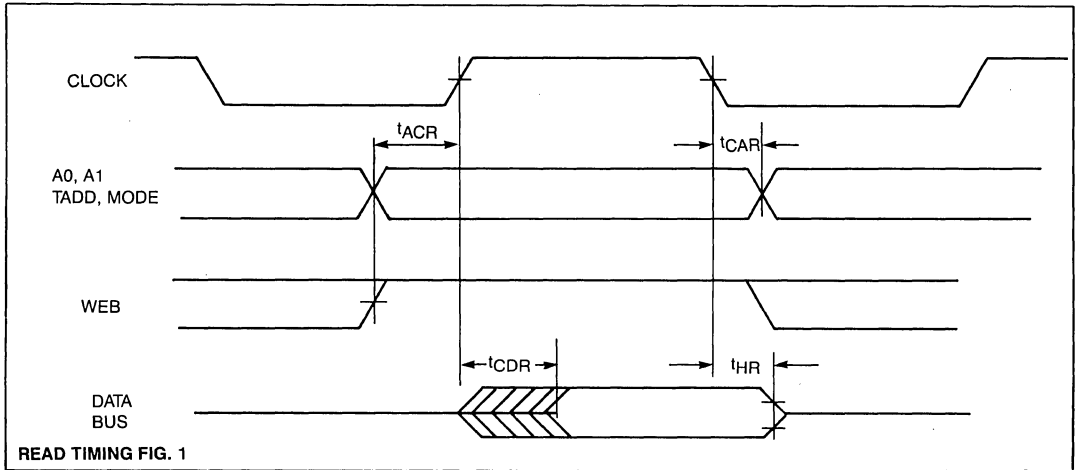 CLOCK
tACR
tCAR
A0, A1
TADD, MODE
WEB
tCDR
tHR
DATA
BUS
READ TIMING FIG. 1